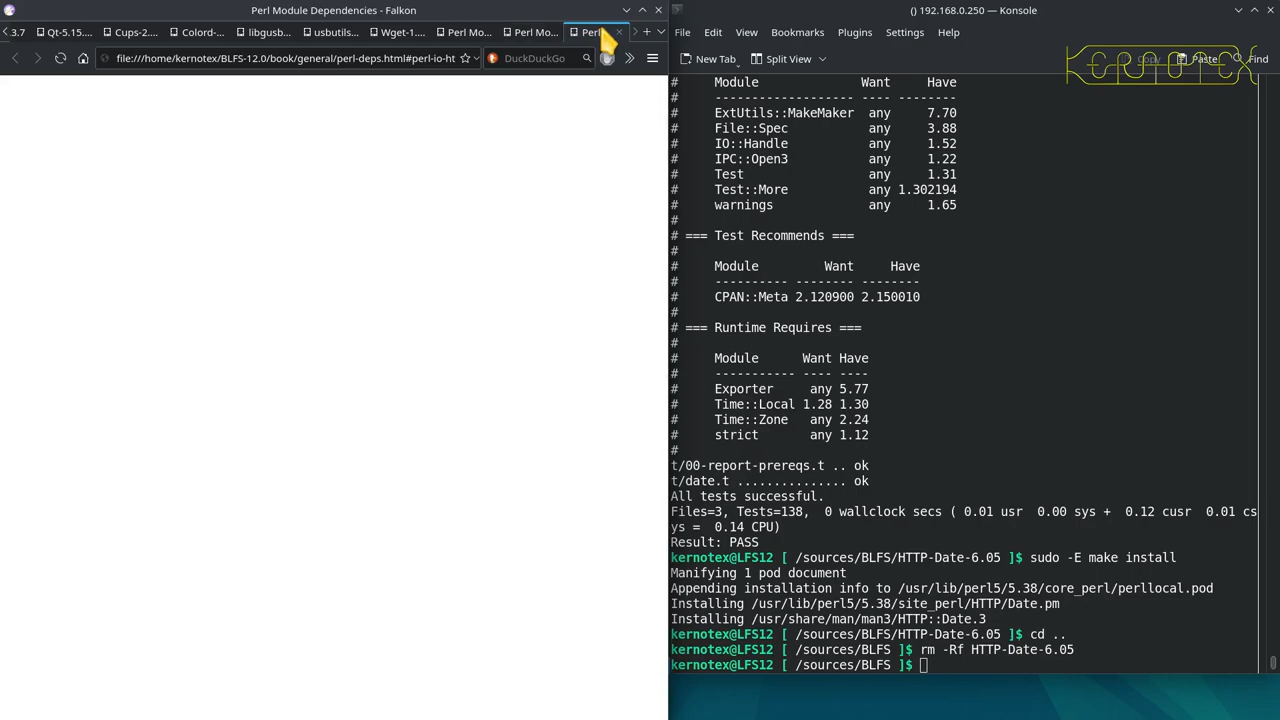 Perl Module Dependencies - Falkon
3.7
Qt-5.15....
Cups-2....
Colord-...
libgusb...
usbutils...
Wget-1....
Perl Mo...
Perl Mo...
Perl
file:///home/kernotex/BLFS-12.0/book/general/perl-deps.html#perl-io-ht
DuckDuckGo
() 192.168.0.250 — Konsole
File Edit View Bookmarks Plugins Settings Help
New Tab Split View Copy Paste Find
KERNOTEX
# Module Want Have
# ------------------- ---- --------
# ExtUtils::MakeMaker any 7.70
# File::Spec any 3.88
# IO::Handle any 1.52
# IPC::Open3 any 1.22
# Test any 1.31
# Test::More any 1.302194
# warnings any 1.65
#
# === Test Recommends ===
#
# Module Want Have
# ---------- -------- --------
# CPAN::Meta 2.120900 2.150010
#
# === Runtime Requires ===
#
# Module Want Have
# ----------- ---- ----
# Exporter any 5.77
# Time::Local 1.28 1.30
# Time::Zone any 2.24
# strict any 1.12
#
t/00-report-prereqs.t .. ok
t/date.t ............... ok
All tests successful.
Files=3, Tests=138, 0 wallclock secs ( 0.01 usr 0.00 sys + 0.12 cusr 0.01 cs
ys = 0.14 CPU)
Result: PASS
kernotex@LFS12 [ /sources/BLFS/HTTP-Date-6.05 ]$ sudo -E make install
Manifying 1 pod document
Appending installation info to /usr/lib/perl5/5.38/core_perl/perllocal.pod
Installing /usr/lib/perl5/5.38/site_perl/HTTP/Date.pm
Installing /usr/share/man/man3/HTTP::Date.3
kernotex@LFS12 [ /sources/BLFS/HTTP-Date-6.05 ]$ cd ..
kernotex@LFS12 [ /sources/BLFS ]$ rm -Rf HTTP-Date-6.05
kernotex@LFS12 [ /sources/BLFS ]$